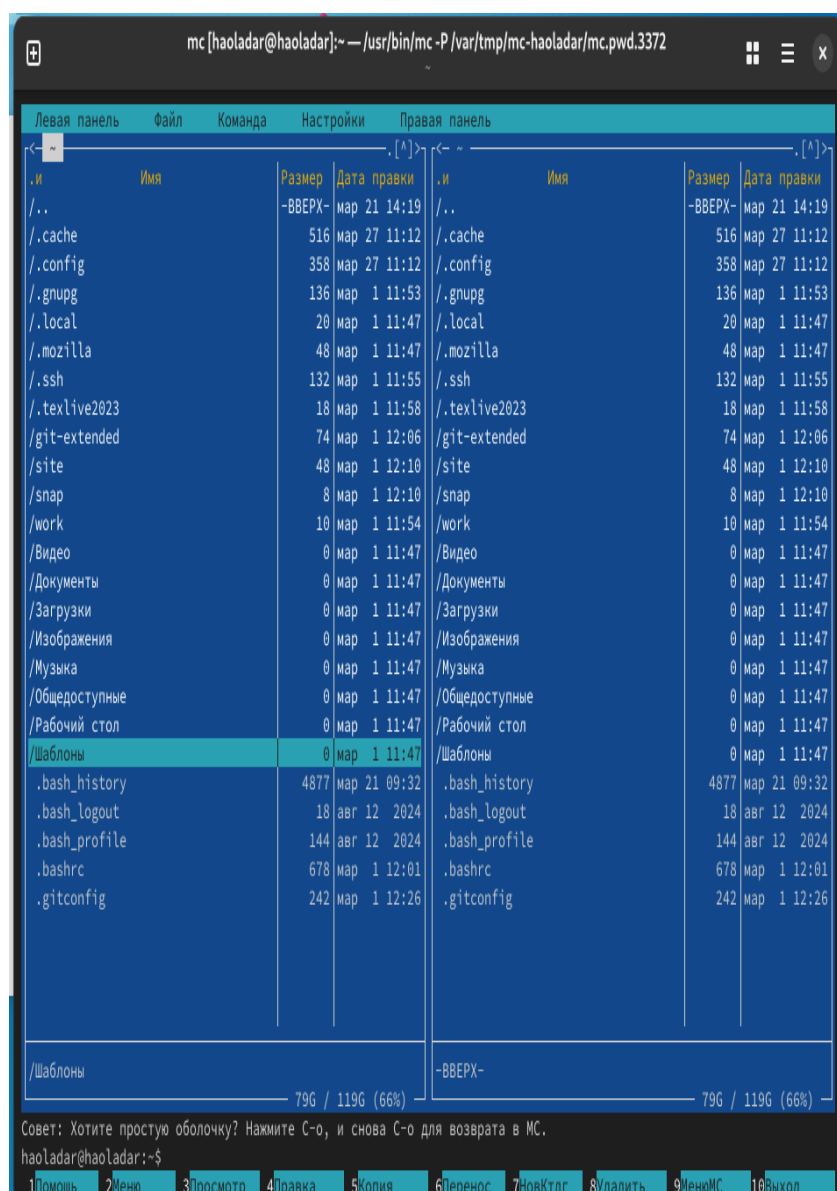 mc [haoladar@haoladar]:~ — /usr/bin/mc -P /var/tmp/mc-haoladar/mc.pwd.3372
~
Левая панель Файл Команда Настройки Правая панель
<— ~ .[^]> <— ~ .[^]>
.и Имя Размер Дата правки .и Имя Размер Дата правки
/.. -ВВЕРХ- мар 21 14:19 /.. -ВВЕРХ- мар 21 14:19
/.cache 516 мар 27 11:12 /.cache 516 мар 27 11:12
/.config 358 мар 27 11:12 /.config 358 мар 27 11:12
/.gnupg 136 мар 1 11:53 /.gnupg 136 мар 1 11:53
/.local 20 мар 1 11:47 /.local 20 мар 1 11:47
/.mozilla 48 мар 1 11:47 /.mozilla 48 мар 1 11:47
/.ssh 132 мар 1 11:55 /.ssh 132 мар 1 11:55
/.texlive2023 18 мар 1 11:58 /.texlive2023 18 мар 1 11:58
/git-extended 74 мар 1 12:06 /git-extended 74 мар 1 12:06
/site 48 мар 1 12:10 /site 48 мар 1 12:10
/snap 8 мар 1 12:10 /snap 8 мар 1 12:10
/work 10 мар 1 11:54 /work 10 мар 1 11:54
/Видео 0 мар 1 11:47 /Видео 0 мар 1 11:47
/Документы 0 мар 1 11:47 /Документы 0 мар 1 11:47
/Загрузки 0 мар 1 11:47 /Загрузки 0 мар 1 11:47
/Изображения 0 мар 1 11:47 /Изображения 0 мар 1 11:47
/Музыка 0 мар 1 11:47 /Музыка 0 мар 1 11:47
/Общедоступные 0 мар 1 11:47 /Общедоступные 0 мар 1 11:47
/Рабочий стол 0 мар 1 11:47 /Рабочий стол 0 мар 1 11:47
/Шаблоны 0 мар 1 11:47 /Шаблоны 0 мар 1 11:47
.bash_history 4877 мар 21 09:32 .bash_history 4877 мар 21 09:32
.bash_logout 18 авг 12 2024 .bash_logout 18 авг 12 2024
.bash_profile 144 авг 12 2024 .bash_profile 144 авг 12 2024
.bashrc 678 мар 1 12:01 .bashrc 678 мар 1 12:01
.gitconfig 242 мар 1 12:26 .gitconfig 242 мар 1 12:26
/Шаблоны -ВВЕРХ-
79G / 119G (66%) 79G / 119G (66%)
Совет: Хотите простую оболочку? Нажмите C-o, и снова C-o для возврата в MC.
haoladar@haoladar:~$
1Помощь 2Меню 3Просмотр 4Правка 5Копия 6Перенос 7НовКтлг 8Удалить 9МенюMC 10Выход